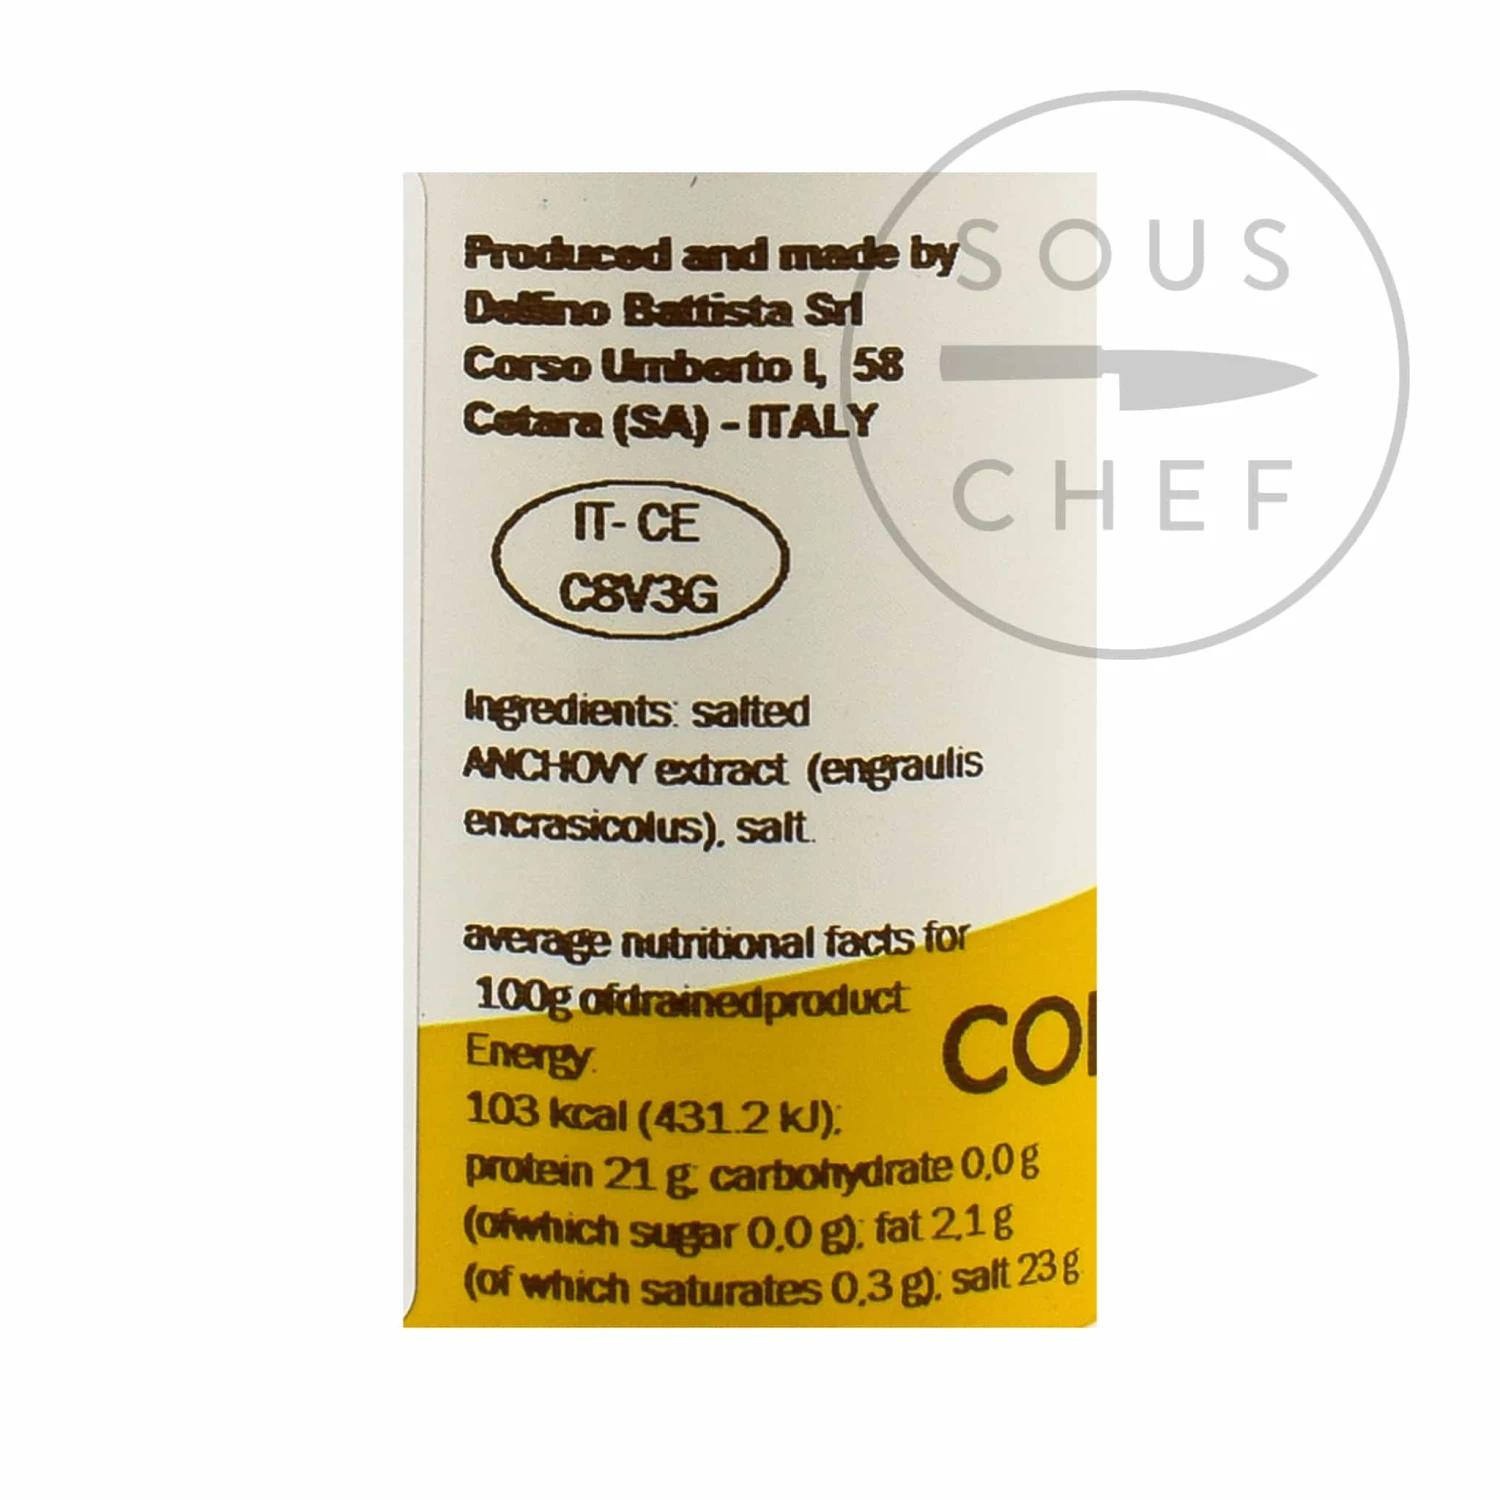 SOUS
CHEF
Produced and made by
Delfino Battista Srl
Corso Umberto I, 58
Cetara (SA) - ITALY
IT- CE
C8V3G
Ingredients: salted
ANCHOVY extract (engraulis
encrasicolus), salt.
average nutritional facts for
100g ofdrainedproduct
Energy:
103 kcal (431.2 kJ);
protein 21 g; carbohydrate 0,0 g
(ofwhich sugar 0,0 g); fat 2,1 g
(of which saturates 0,3 g); salt 23 g